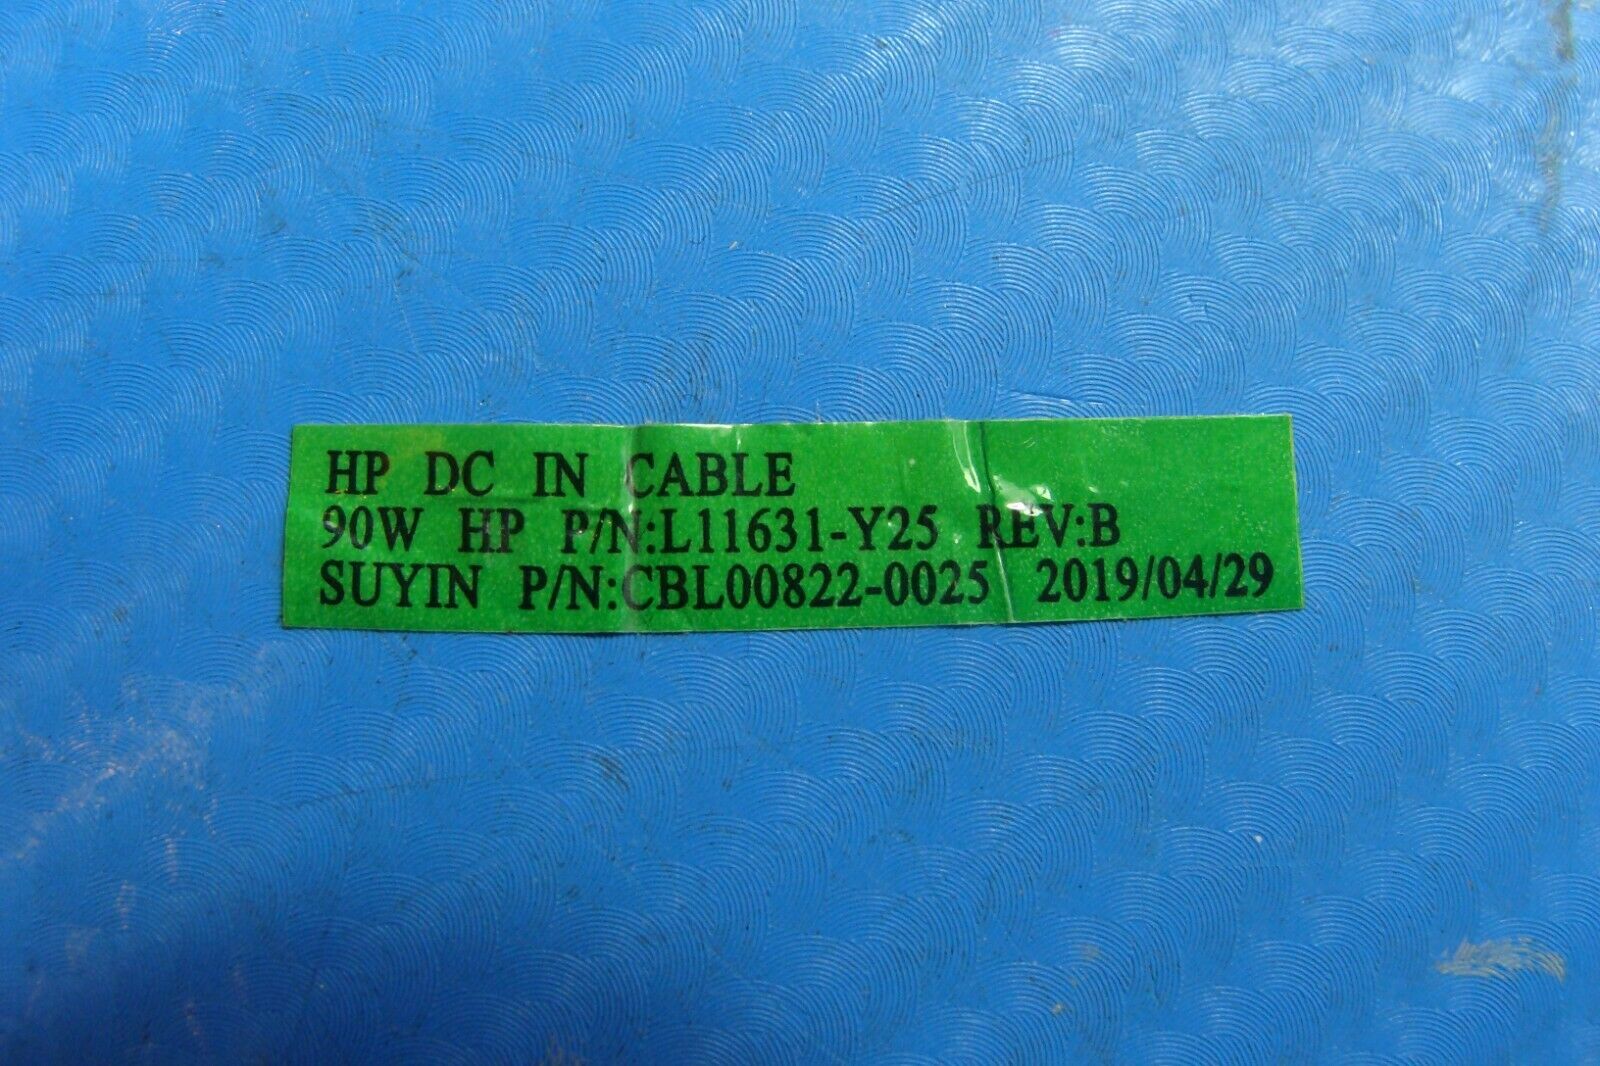 HP DC IN CABLE
90W HP P/N:L11631-Y25 REV:B
SUYIN P/N:CBL00822-0025 2019/04/29